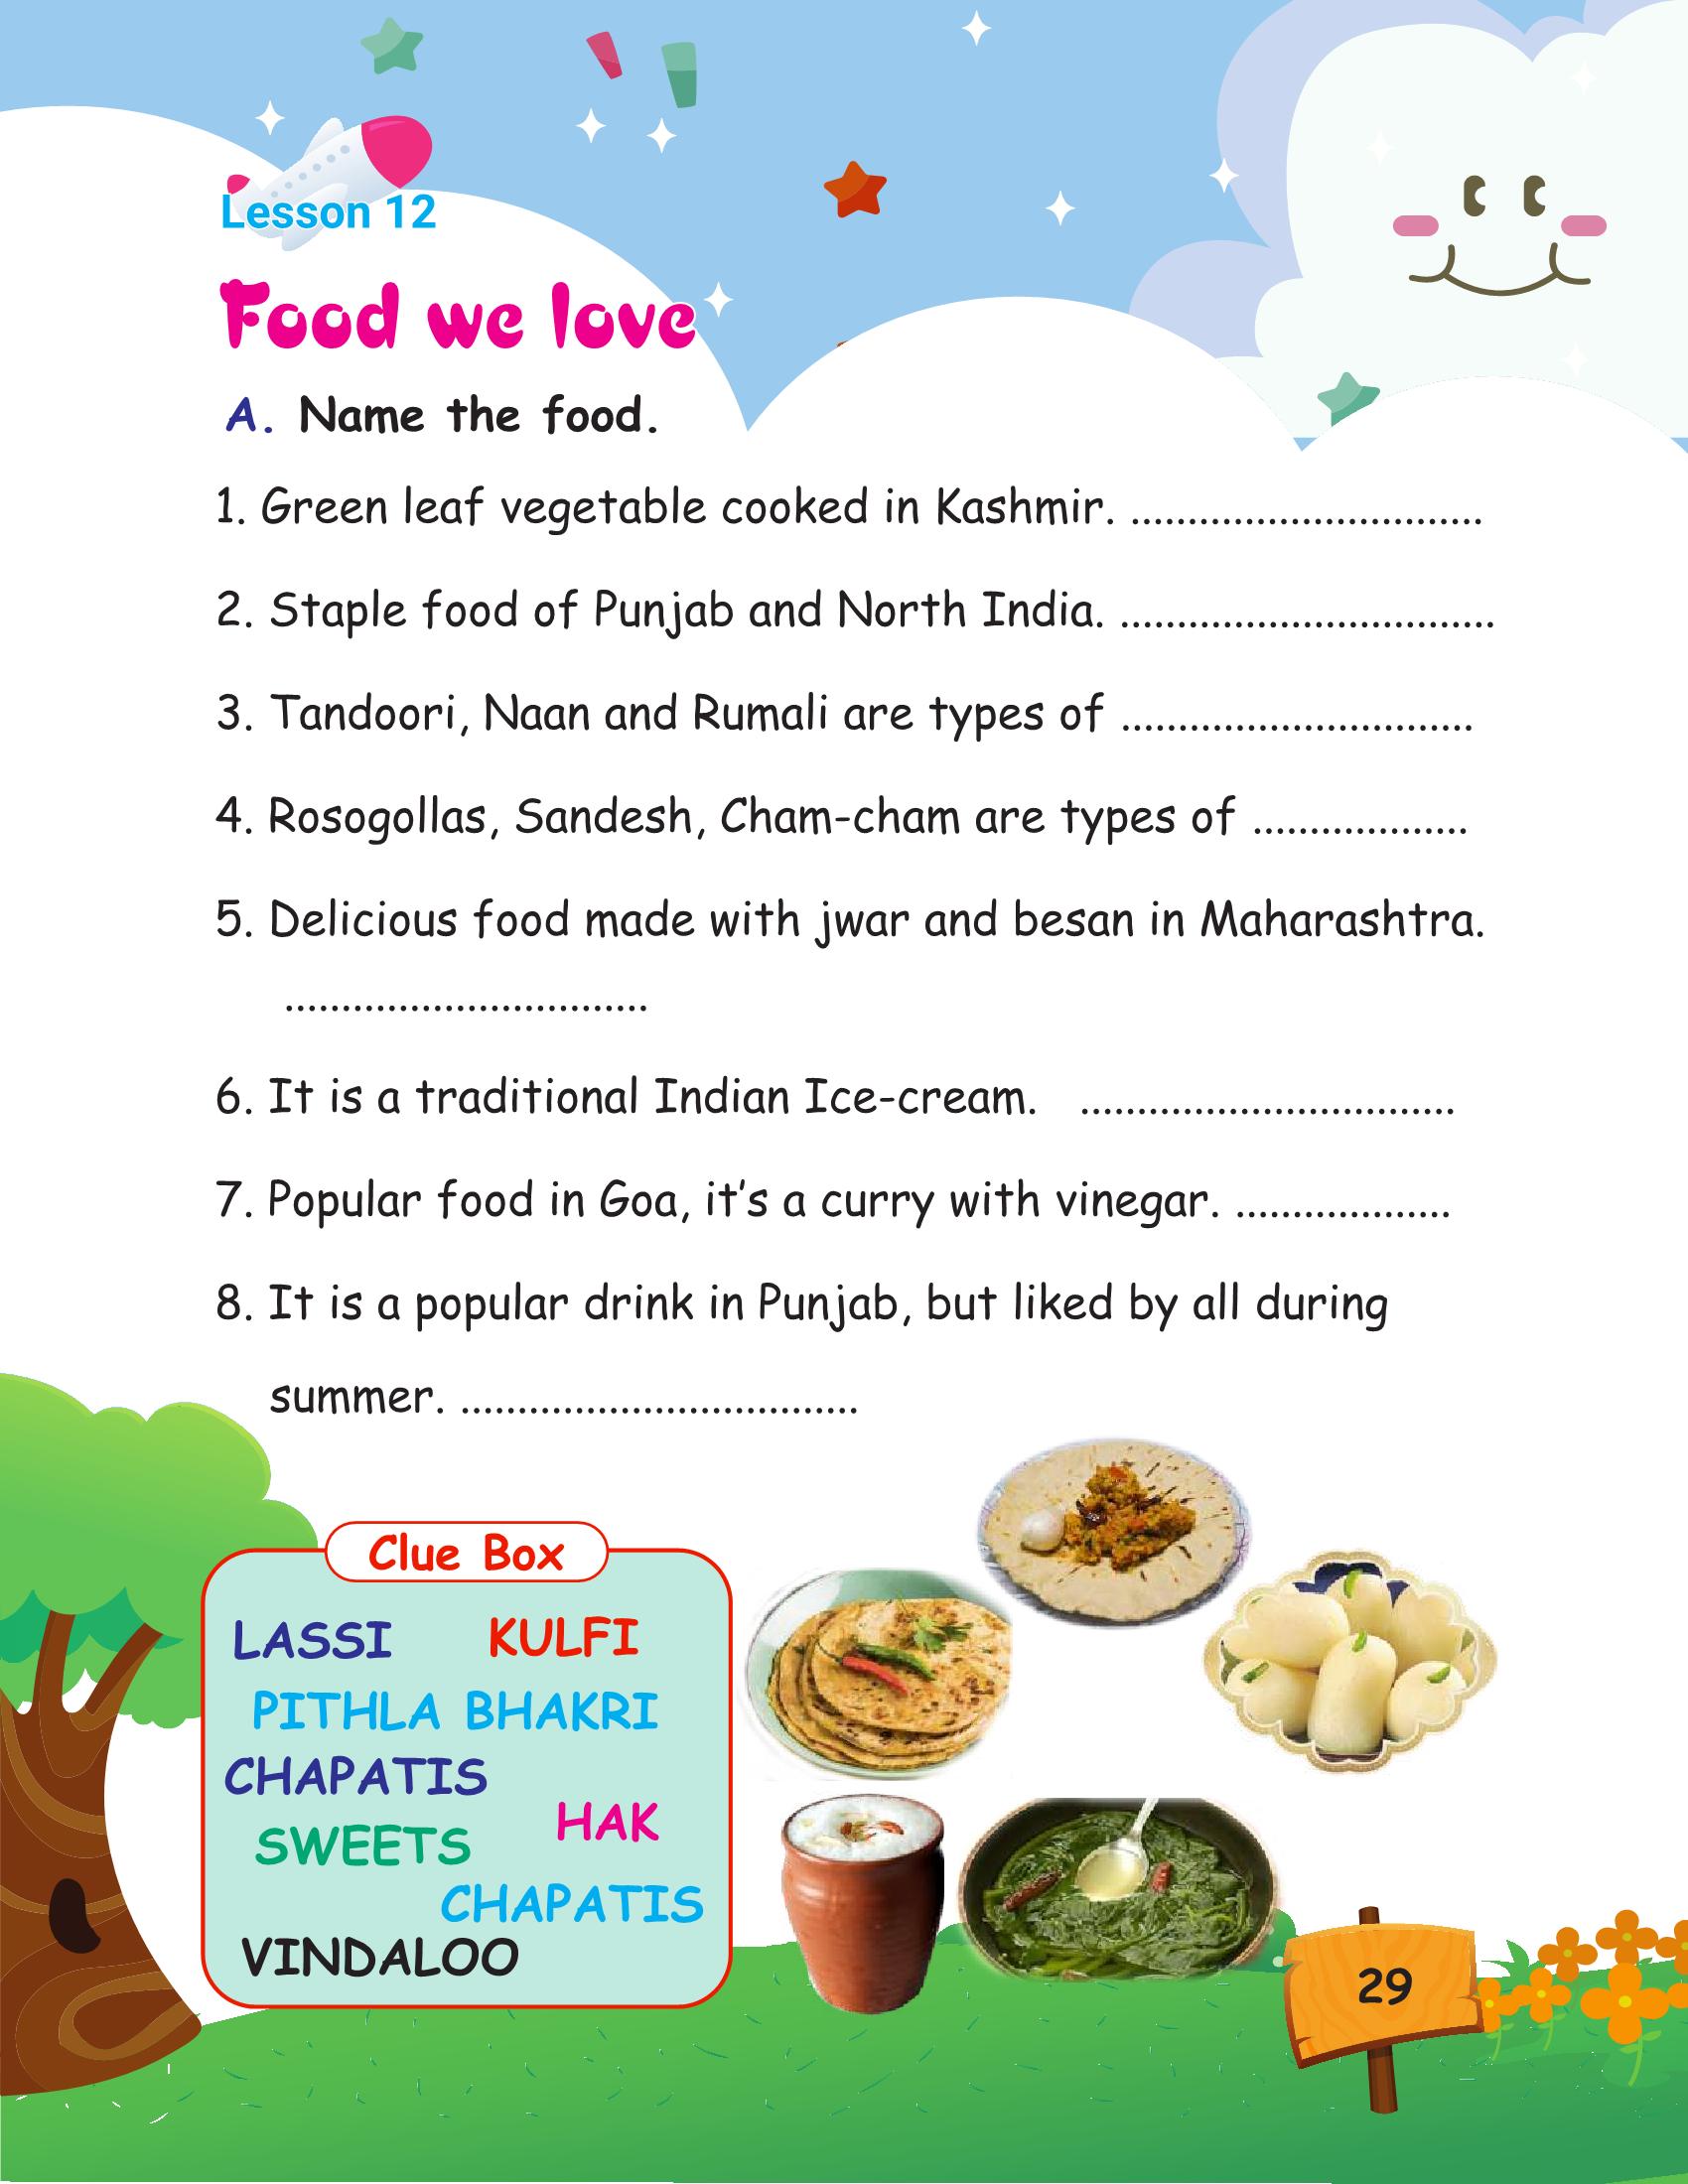 Lesson 12
Food we love
A. Name the food.
1. Green leaf vegetable cooked in Kashmir. ...............................
2. Staple food of Punjab and North India. .................................
3. Tandoori, Naan and Rumali are types of ...............................
4. Rosogollas, Sandesh, Cham-cham are types of ...................
5. Delicious food made with jwar and besan in Maharashtra.
................................
6. It is a traditional Indian Ice-cream. .................................
7. Popular food in Goa, it’s a curry with vinegar. ...................
8. It is a popular drink in Punjab, but liked by all during
summer. ...................................
Clue Box
LASSI KULFI
PITHLA BHAKRI
CHAPATIS
HAK
SWEETS
CHAPATIS
VINDALOO
29